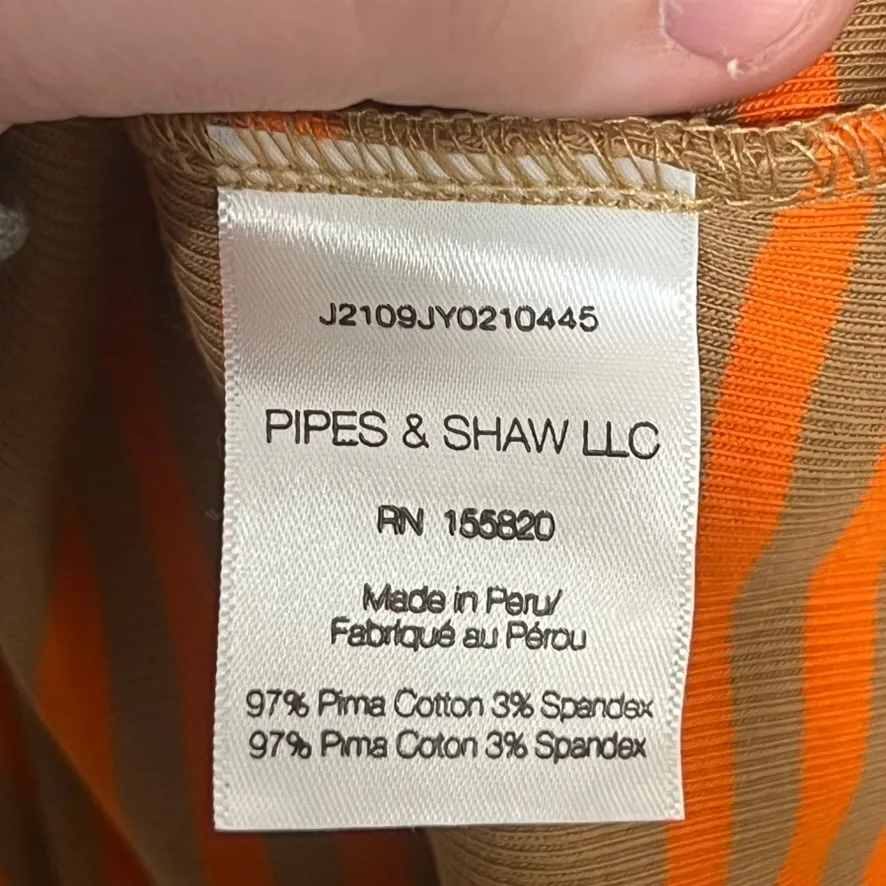 J2109JY0210445
PIPES & SHAW LLC
RN 155820
Made in Peru/
Fabriqué au Pérou
97% Pima Cotton 3% Spandex
97% Pima Coton 3% Spandex